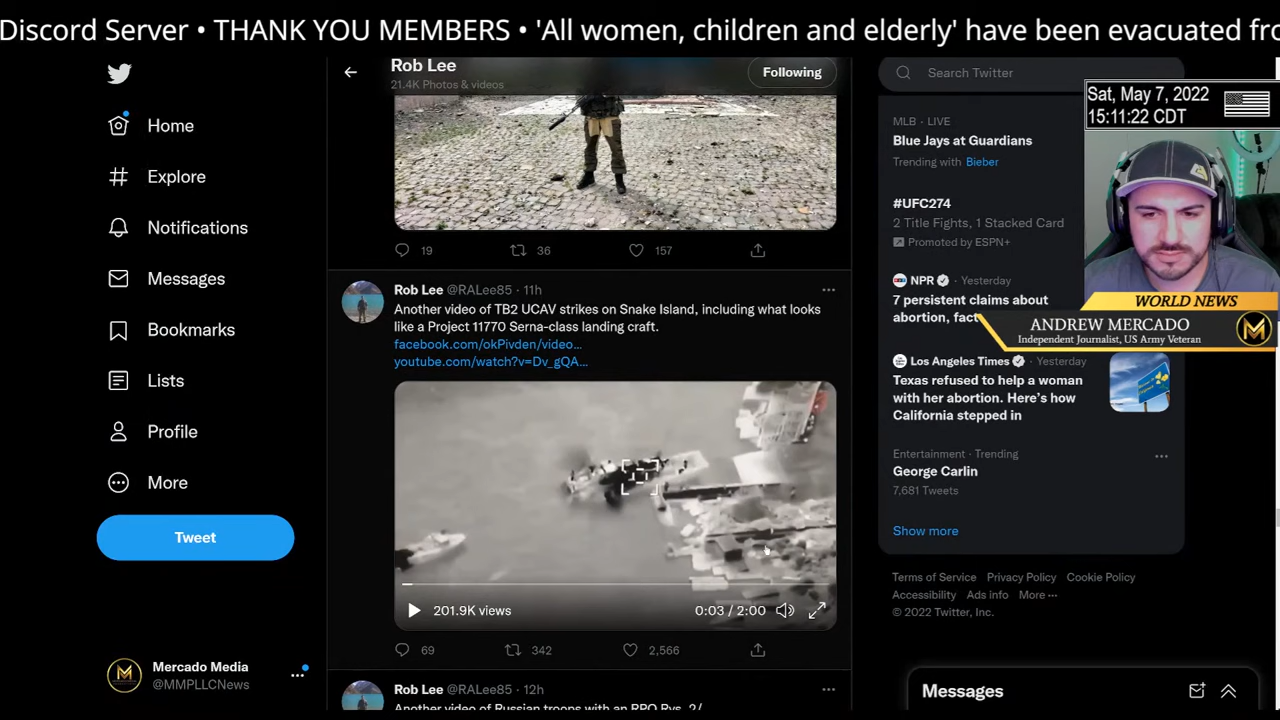 Discord Server • THANK YOU MEMBERS • 'All women, children and elderly' have been evacuated fro
Rob Lee
21.4K Photos & videos
Following
Search Twitter
Sat, May 7, 2022
15:11:22 CDT
Home
Explore
Notifications
Messages
Bookmarks
Lists
Profile
More
Tweet
Mercado Media
@MMPLLCNews
19
36
157
Rob Lee @RALee85 · 11h
Another video of TB2 UCAV strikes on Snake Island, including what looks
like a Project 11770 Serna-class landing craft.
facebook.com/okPivden/video…
youtube.com/watch?v=Dv_gQA…
201.9K views
0:03 / 2:00
69
342
2,566
Rob Lee @RALee85 · 12h
Another video of Russian troops with an RPO Rys. 2/
MLB · LIVE
Blue Jays at Guardians
Trending with Bieber
#UFC274
2 Title Fights, 1 Stacked Card
Promoted by ESPN+
NPR · Yesterday
7 persistent claims about
abortion, fact
WORLD NEWS
ANDREW MERCADO
Independent Journalist, US Army Veteran
M
Los Angeles Times · Yesterday
Texas refused to help a woman
with her abortion. Here's how
California stepped in
Entertainment · Trending
George Carlin
7,681 Tweets
Show more
Terms of Service Privacy Policy Cookie Policy
Accessibility Ads info More ···
© 2022 Twitter, Inc.
Messages